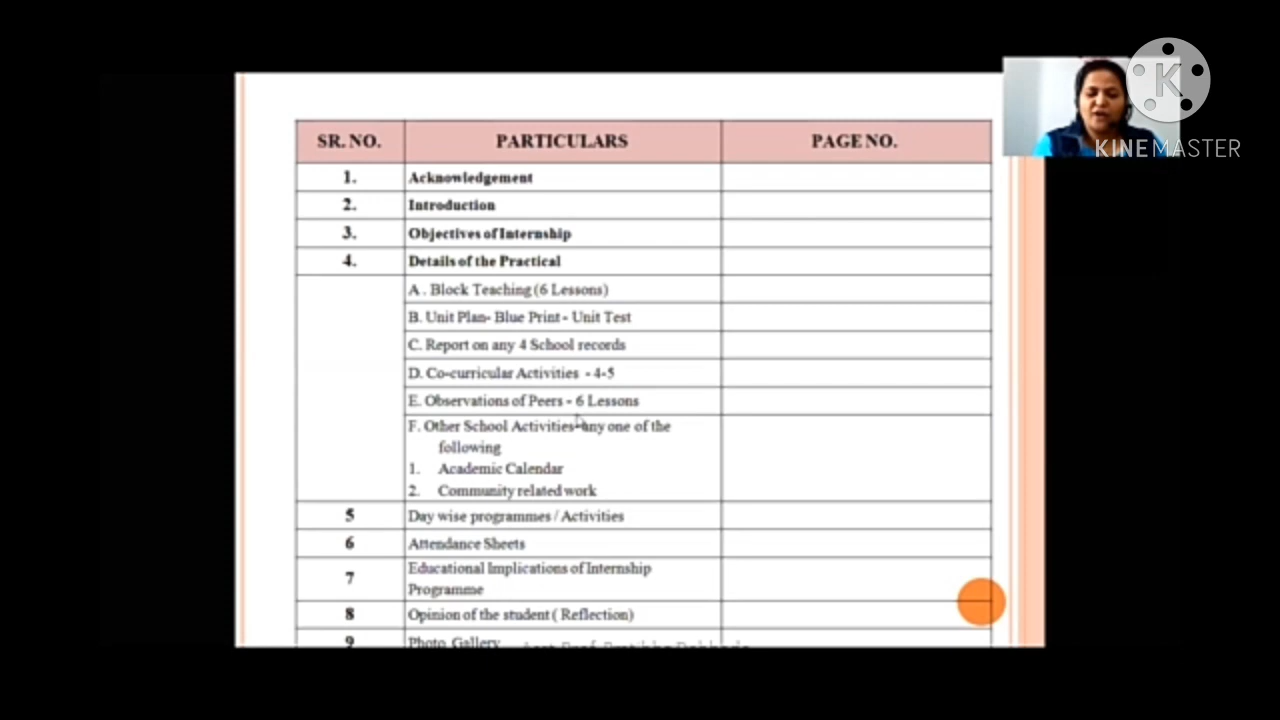 SR. NO. PARTICULARS PAGE NO.
1. Acknowledgement
2. Introduction
3. Objectives of Internship
4. Details of the Practical
A . Block Teaching (6 Lessons)
B. Unit Plan- Blue Print - Unit Test
C. Report on any 4 School records
D. Co-curricular Activities - 4-5
E. Observations of Peers - 6 Lessons
F. Other School Activities-any one of the
following
1. Academic Calendar
2. Community related work
5 Day wise programmes / Activities
6 Attendance Sheets
7 Educational Implications of Internship
Programme
8 Opinion of the student ( Reflection)
9 Photo Gallery
K
KINEMASTER